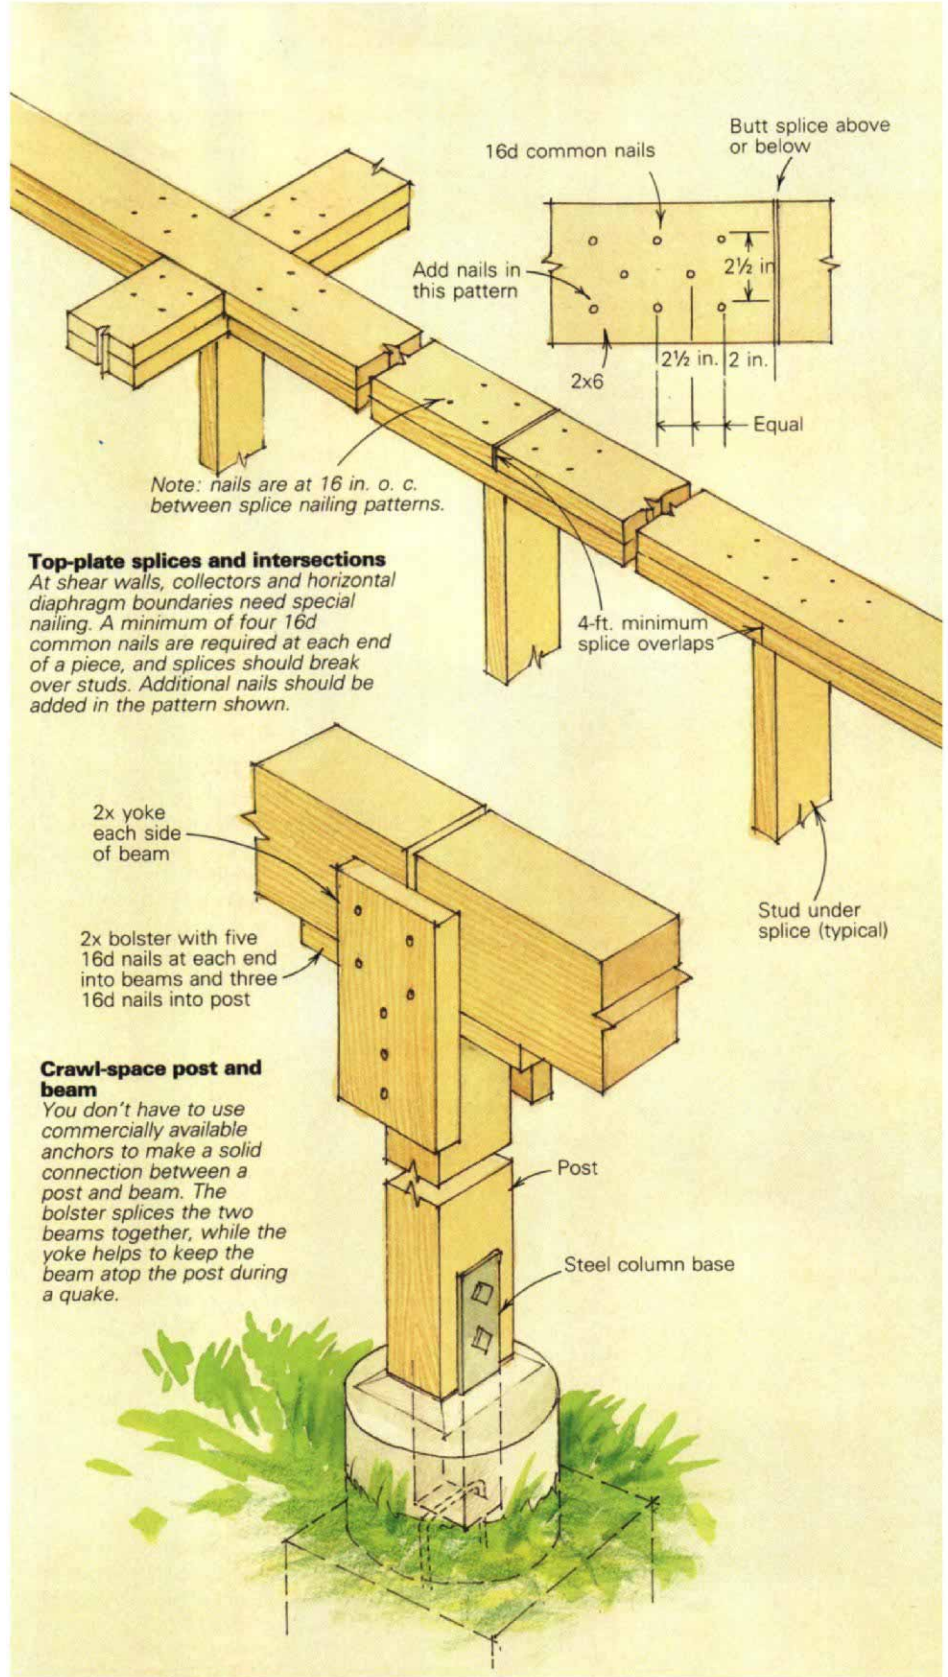 16d common nails
Butt splice above
or below
Add nails in
this pattern
2½ in
2½ in.
2 in.
2x6
Equal
Note: nails are at 16 in. o. c.
between splice nailing patterns.
Top-plate splices and intersections
At shear walls, collectors and horizontal
diaphragm boundaries need special
nailing. A minimum of four 16d
common nails are required at each end
of a piece, and splices should break
over studs. Additional nails should be
added in the pattern shown.
4-ft. minimum
splice overlaps
Stud under
splice (typical)
2x yoke
each side
of beam
2x bolster with five
16d nails at each end
into beams and three
16d nails into post
Crawl-space post and
beam
You don't have to use
commercially available
anchors to make a solid
connection between a
post and beam. The
bolster splices the two
beams together, while the
yoke helps to keep the
beam atop the post during
a quake.
Post
Steel column base